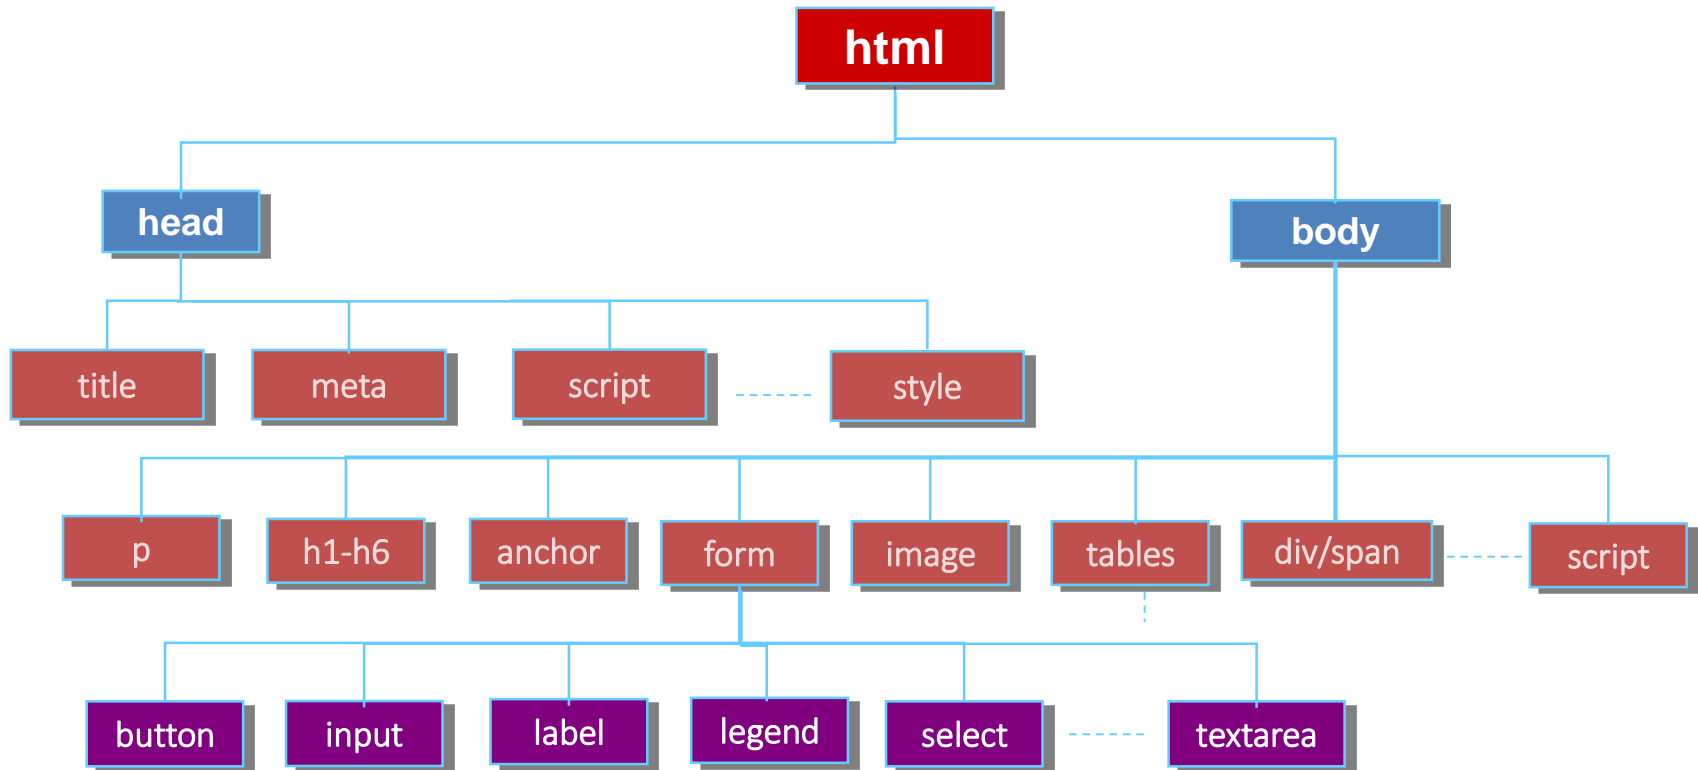 html
head
body
title
meta
script
style
p
h1-h6
anchor
form
image
tables
div/span
script
button
input
label
legend
select
textarea